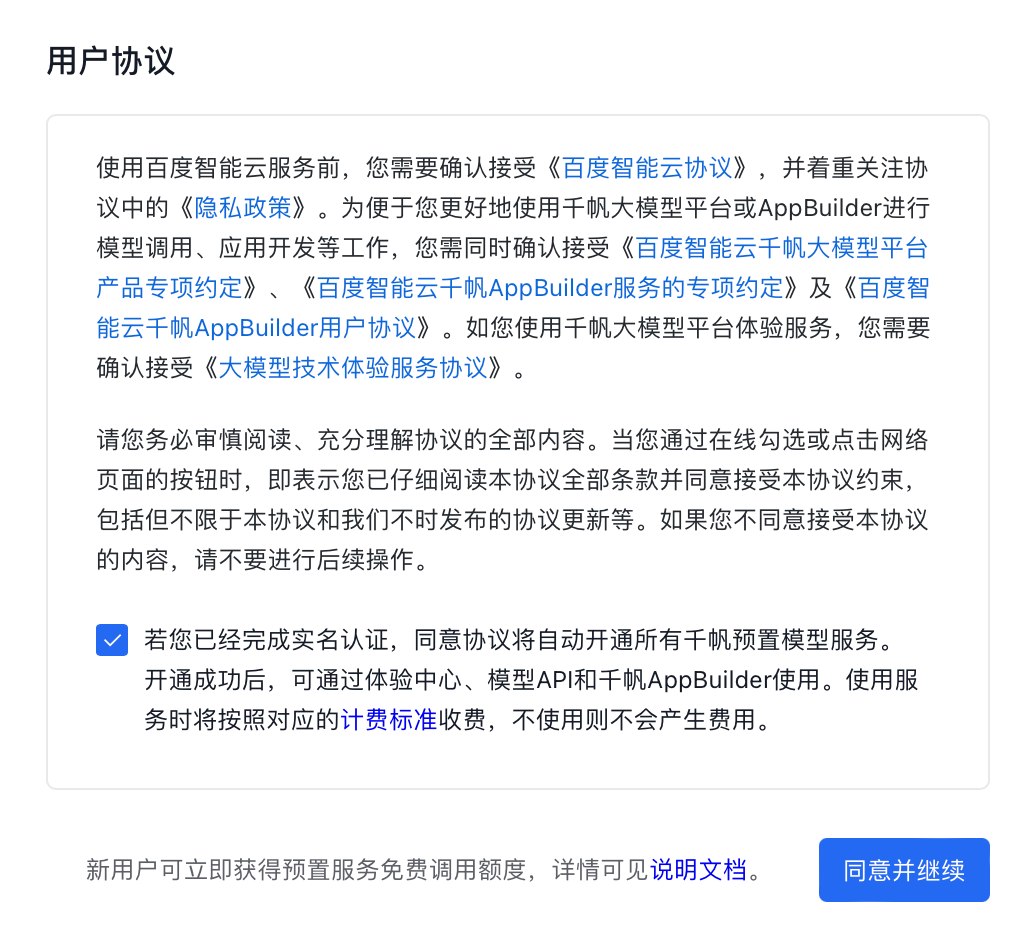 用户协议
使用百度智能云服务前，您需要确认接受《百度智能云协议》，并着重关注协
议中的《隐私政策》。为便于您更好地使用千帆大模型平台或AppBuilder进行
模型调用、应用开发等工作，您需同时确认接受《百度智能云千帆大模型平台
产品专项约定》、《百度智能云千帆AppBuilder服务的专项约定》及《百度智
能云千帆AppBuilder用户协议》。如您使用千帆大模型平台体验服务，您需要
确认接受《大模型技术体验服务协议》。
请您务必审慎阅读、充分理解协议的全部内容。当您通过在线勾选或点击网络
页面的按钮时，即表示您已仔细阅读本协议全部条款并同意接受本协议约束，
包括但不限于本协议和我们不时发布的协议更新等。如果您不同意接受本协议
的内容，请不要进行后续操作。
若您已经完成实名认证，同意协议将自动开通所有千帆预置模型服务。
开通成功后，可通过体验中心、模型API和千帆AppBuilder使用。使用服
务时将按照对应的计费标准收费，不使用则不会产生费用。
新用户可立即获得预置服务免费调用额度，详情可见说明文档。
同意并继续